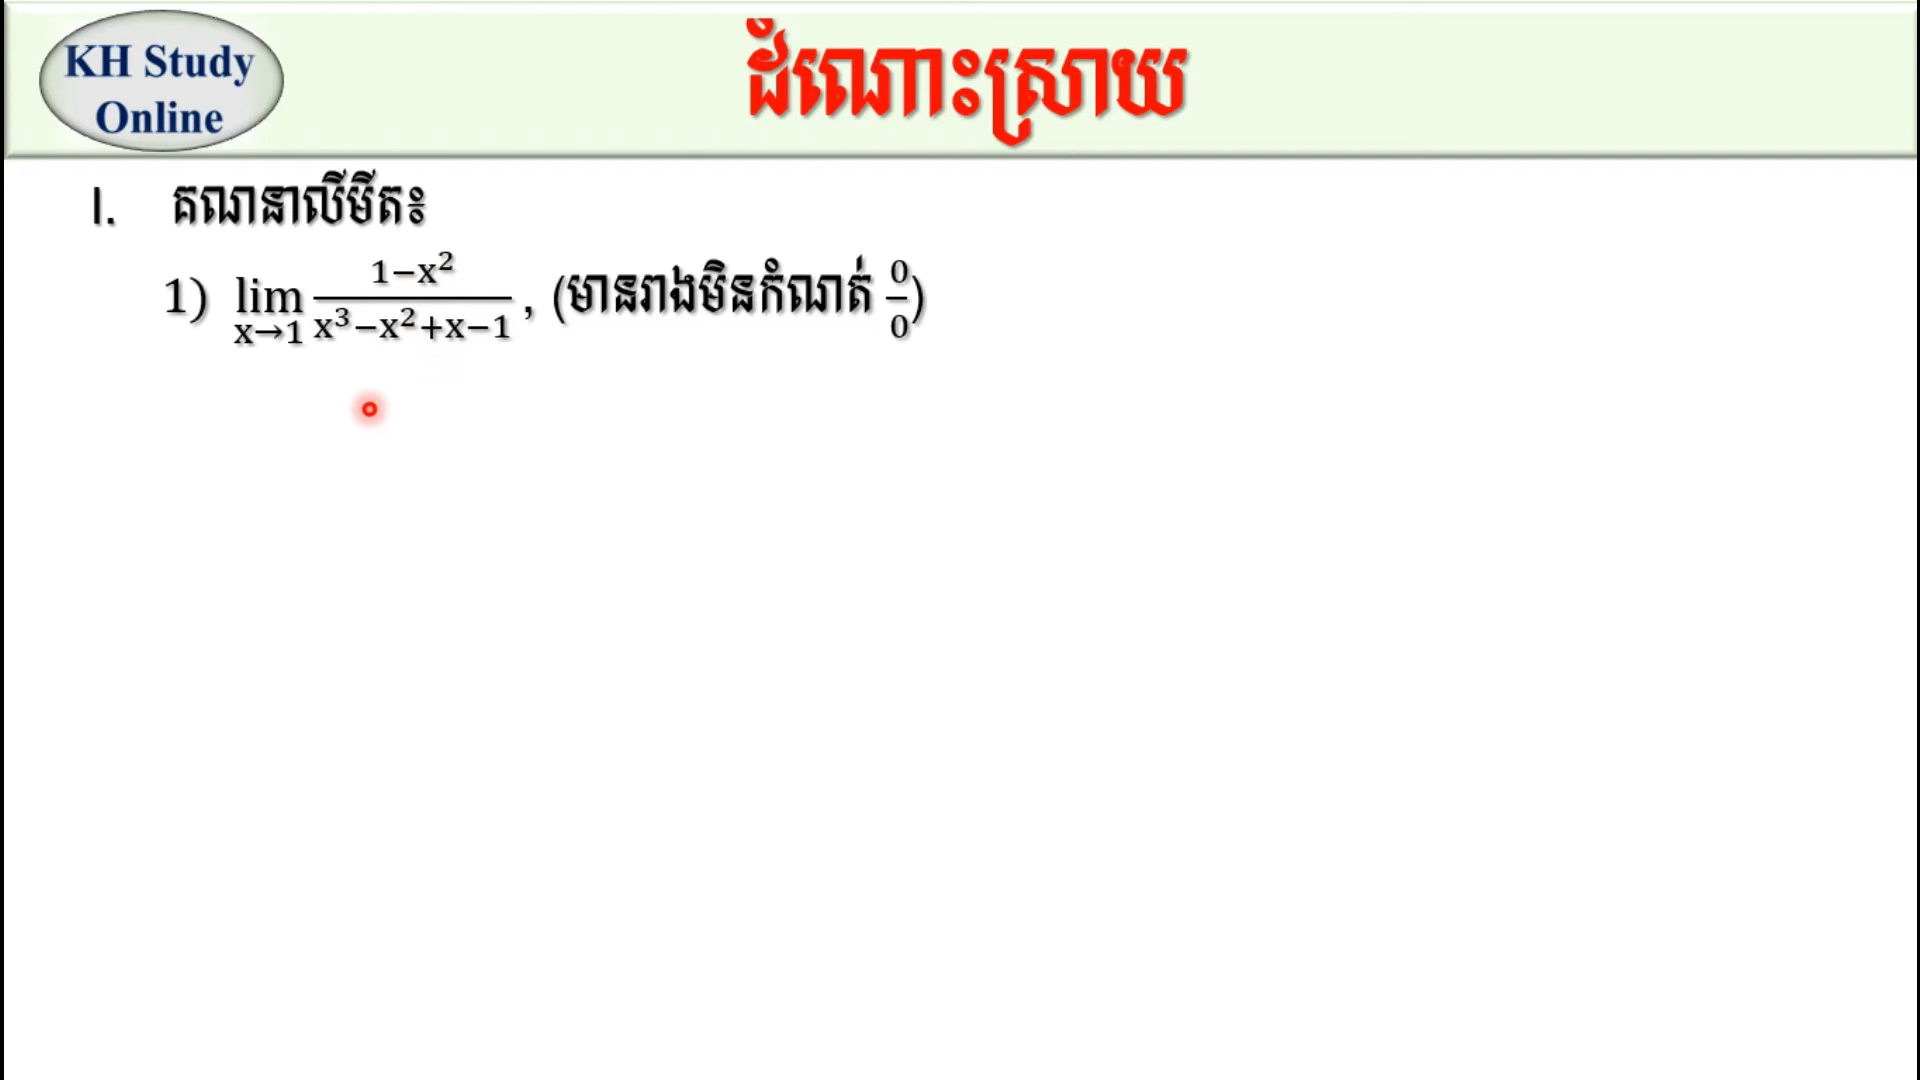 KH Study
Online
ដំណោះស្រាយ
I. គណនាលីមីត៖
1) lim x→1 (1−x²)/(x³−x²+x−1) , (មានរាងមិនកំណត់ 0/0)